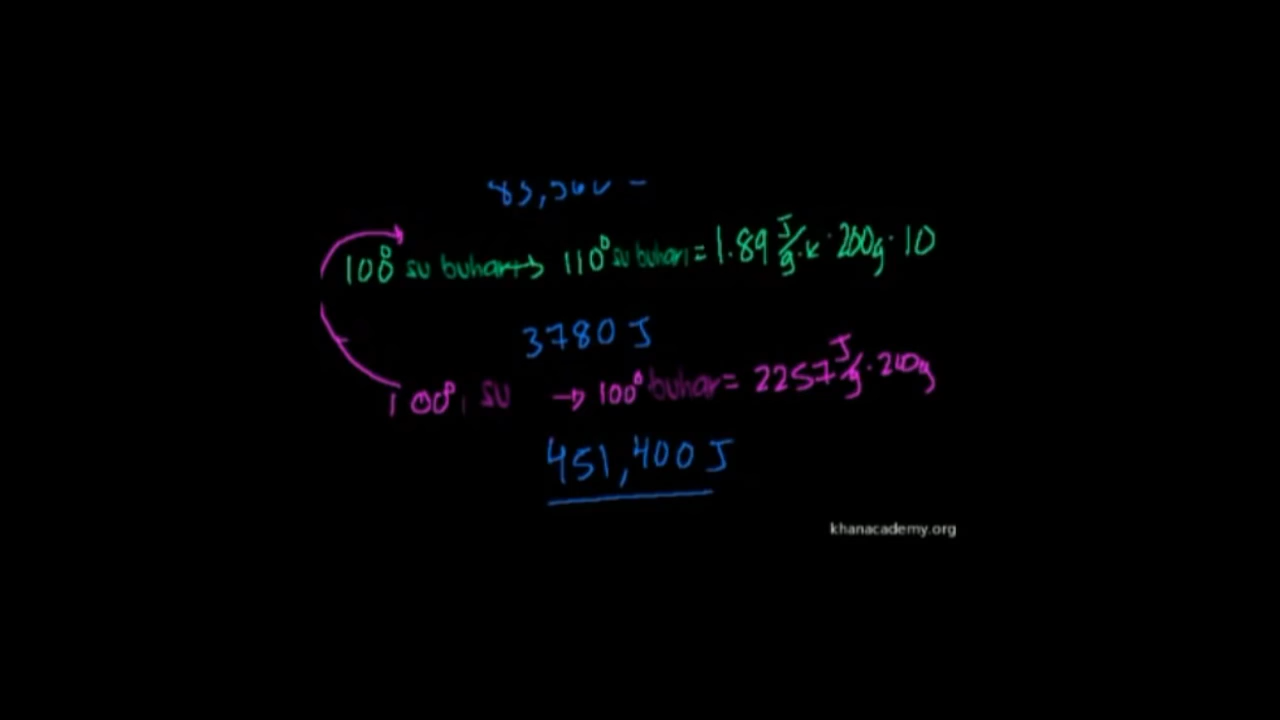 100° su buharı → 110° su buharı = 1.89 J/g·K · 200g · 10
3780 J
100° su → 100° buhar = 2257 J/g · 200g
451,400 J
khanacademy.org